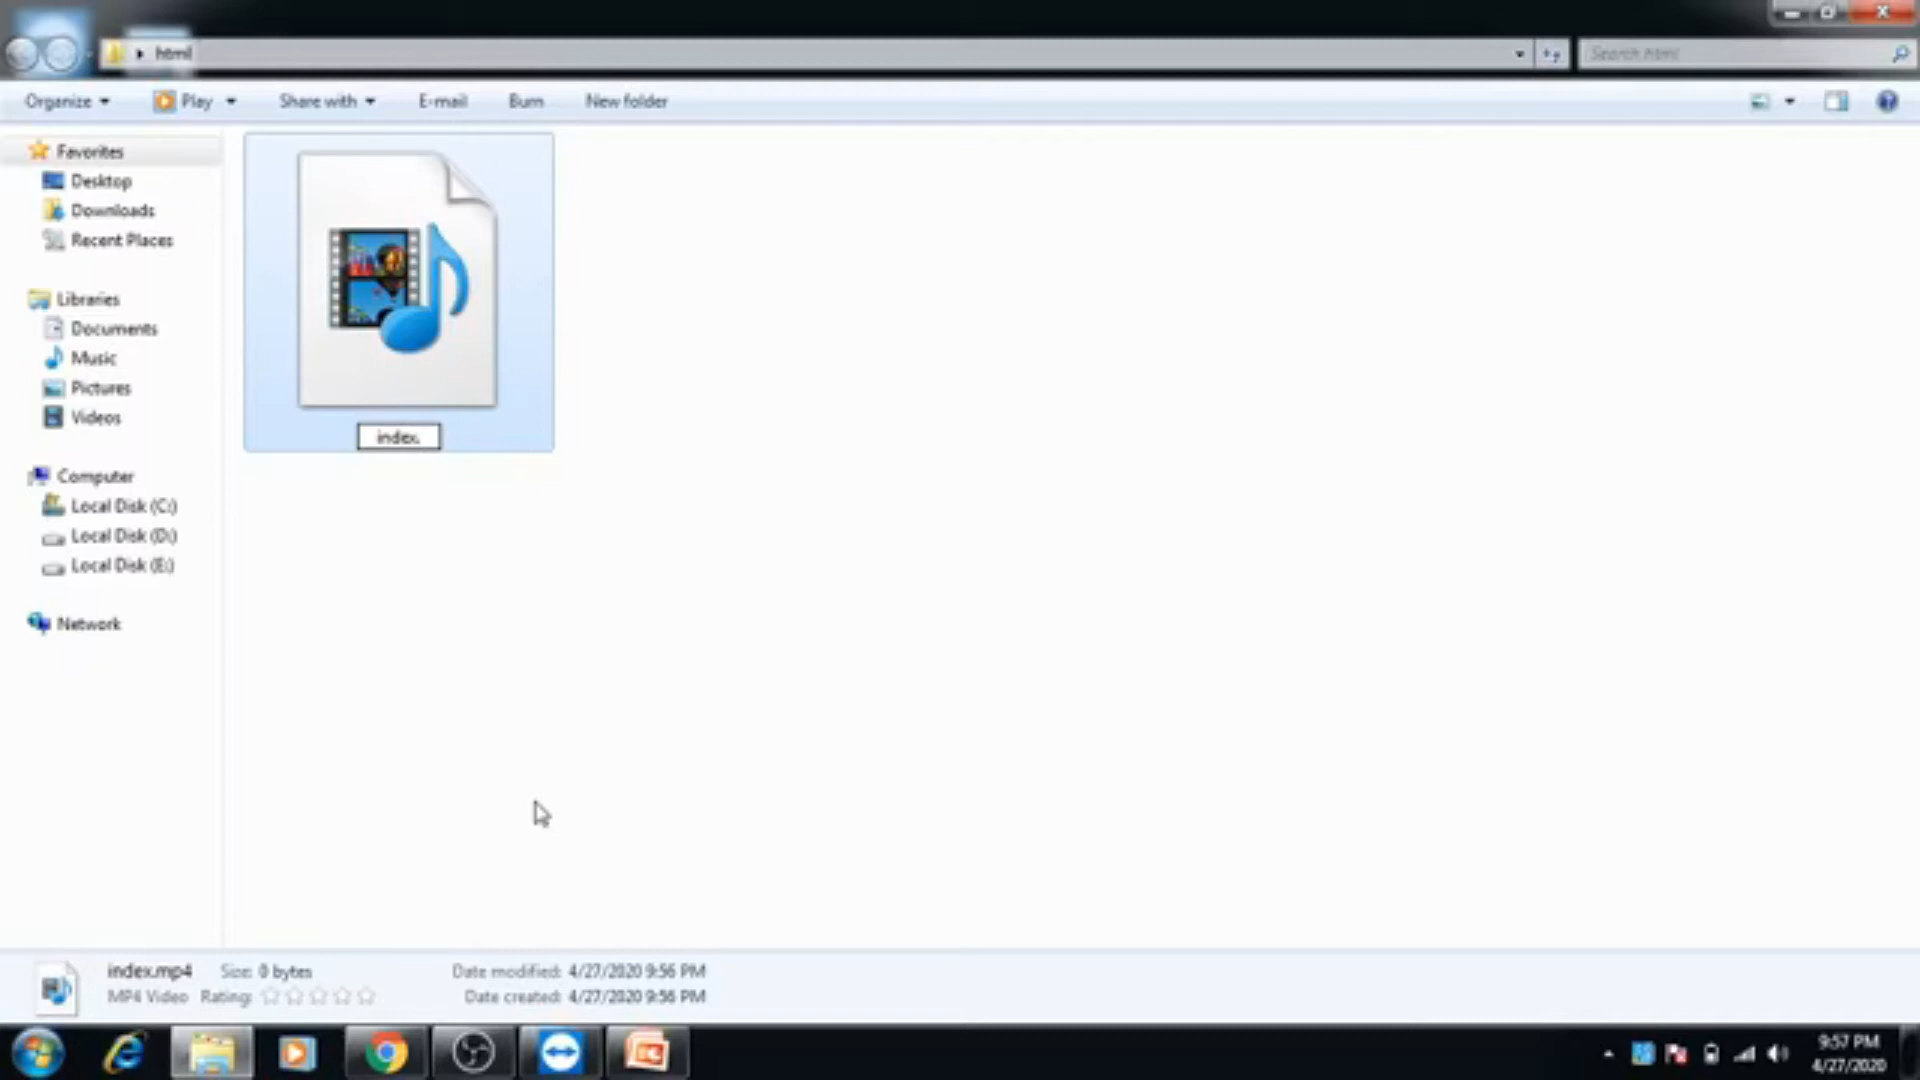 html
Search html
Organize
Play
Share with
E-mail
Burn
New folder
Favorites
Desktop
Downloads
Recent Places
Libraries
Documents
Music
Pictures
Videos
Computer
Local Disk (C:)
Local Disk (D:)
Local Disk (E:)
Network
index.
index.mp4 Size: 0 bytes Date modified: 4/27/2020 9:56 PM
MP4 Video Rating: Date created: 4/27/2020 9:56 PM
9:57 PM
4/27/2020